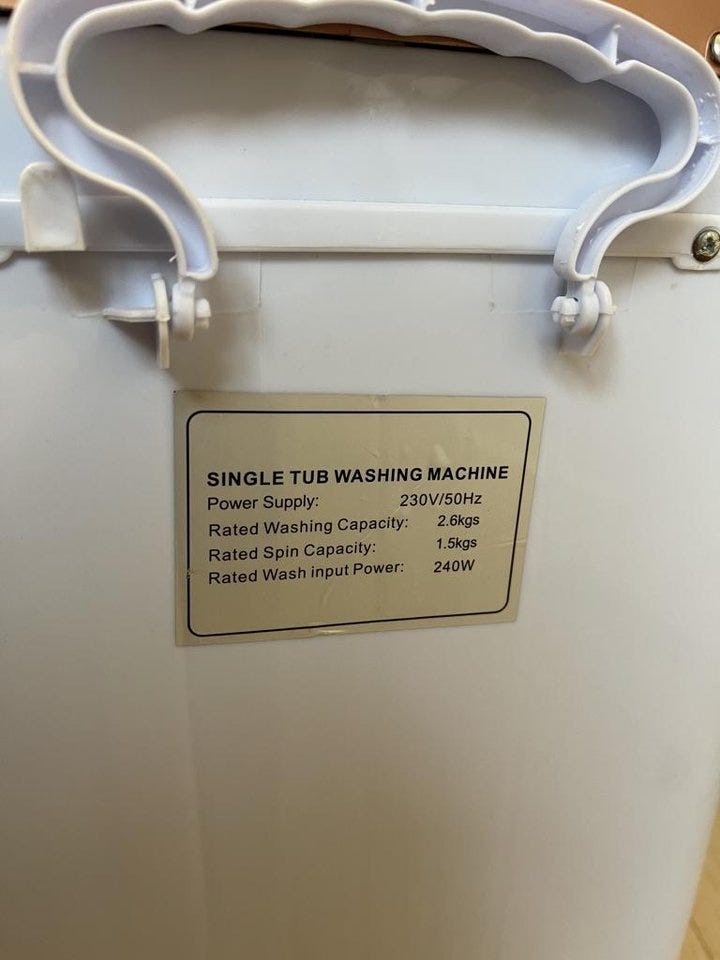 SINGLE TUB WASHING MACHINE
Power Supply: 230V/50Hz
Rated Washing Capacity: 2.6kgs
Rated Spin Capacity: 1.5kgs
Rated Wash input Power: 240W